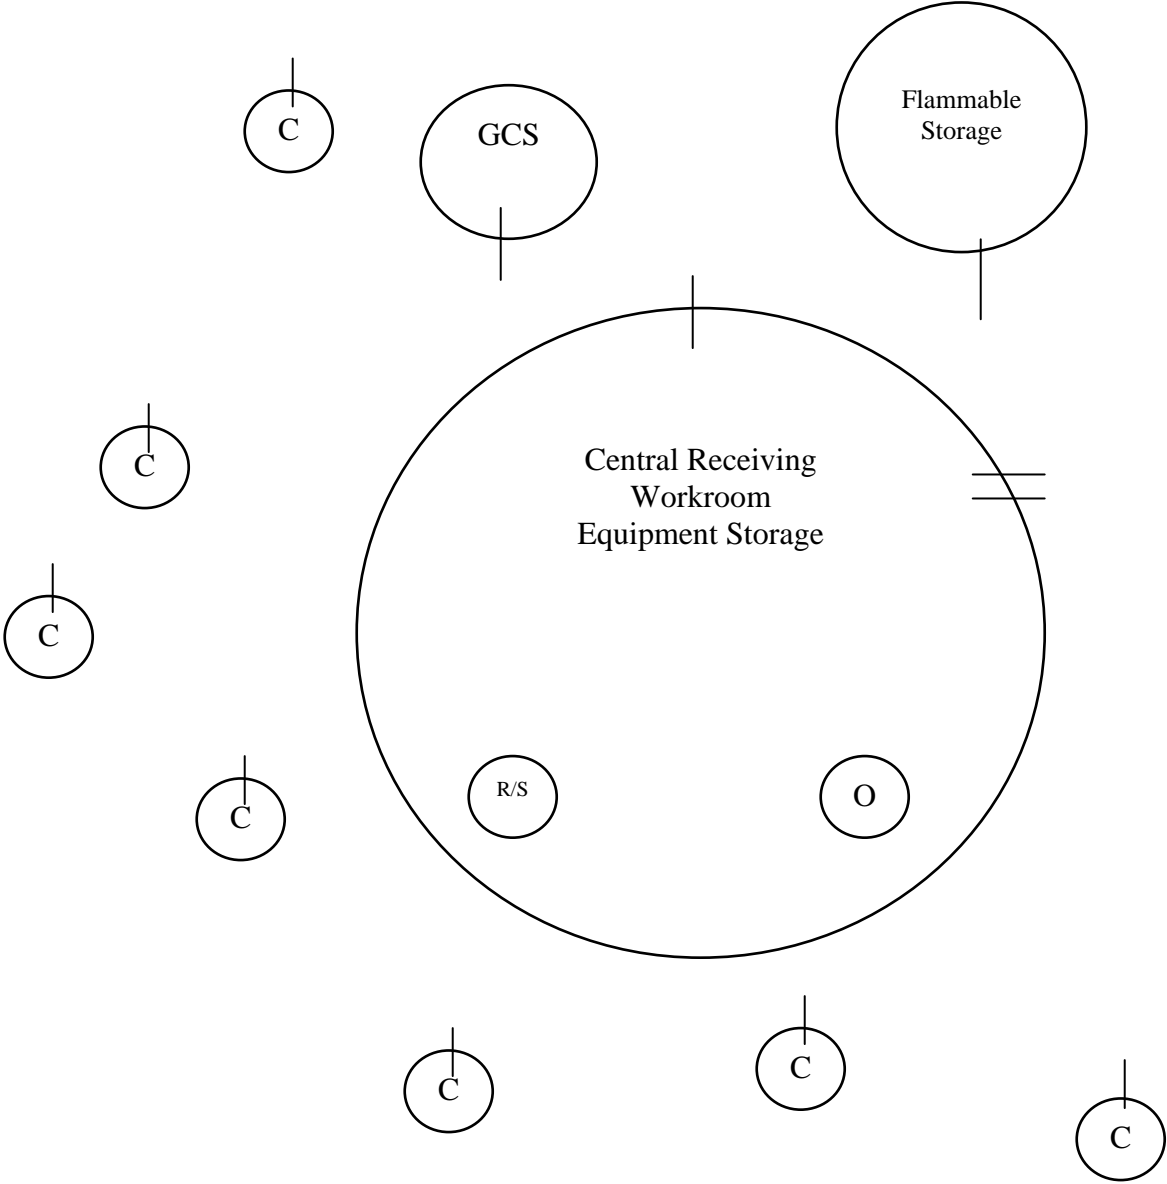 Flammable
Storage
C
GCS
Central Receiving
Workroom
Equipment Storage
C
C
R/S
O
C
C
C
C